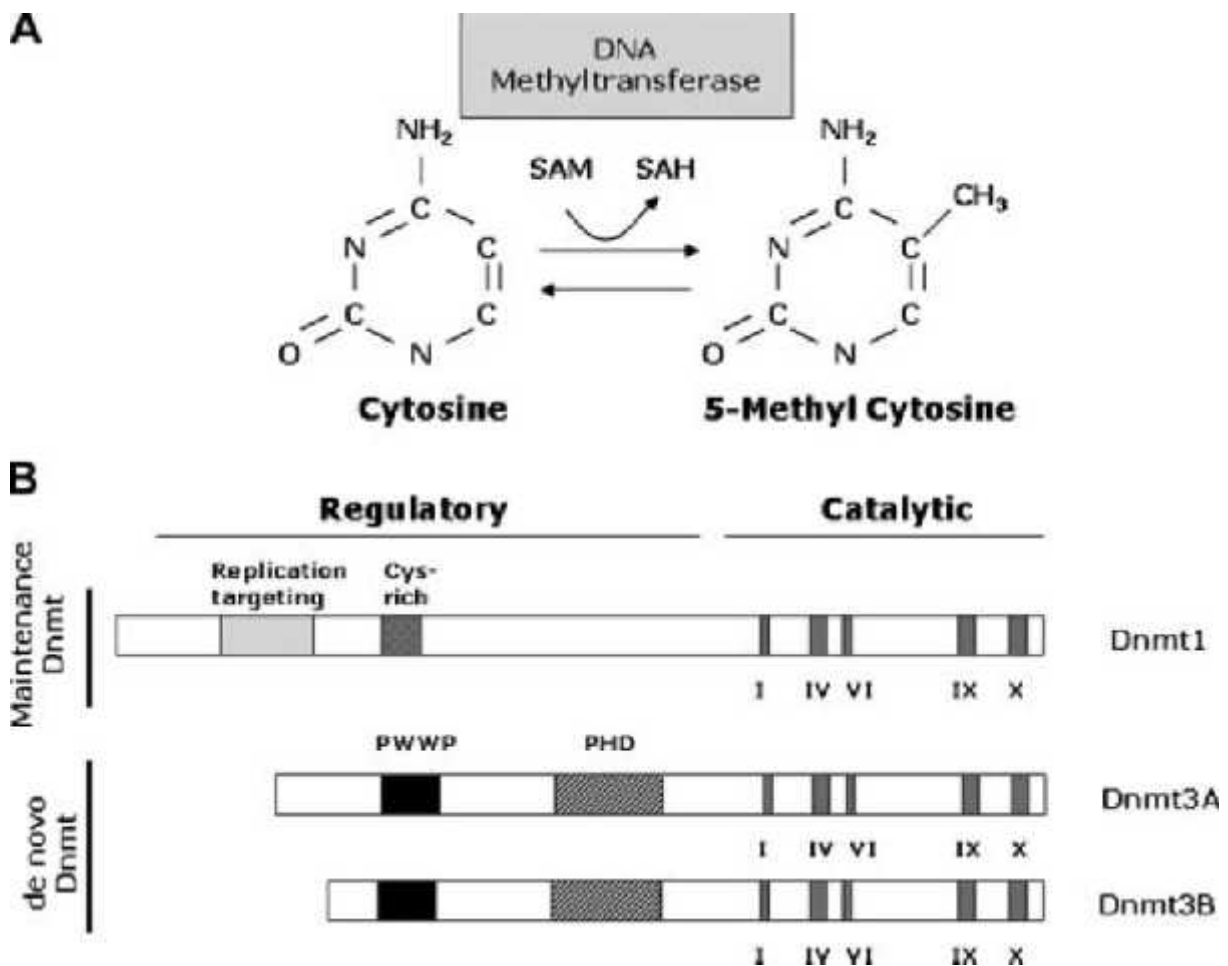 A
DNA
Methyltransferase
NH2
NH2
SAM SAH
CH3
C
C
N
C
N
C
C
C
C
C
O
N
O
N
Cytosine
5-Methyl Cytosine
B
Regulatory
Catalytic
Maintenance
Dnmt
Replication
targeting
Cys-
rich
Dnmt1
I IV VI IX X
de novo
Dnmt
PWWP
PHD
Dnmt3A
I IV VI IX X
Dnmt3B
I IV VI IX X